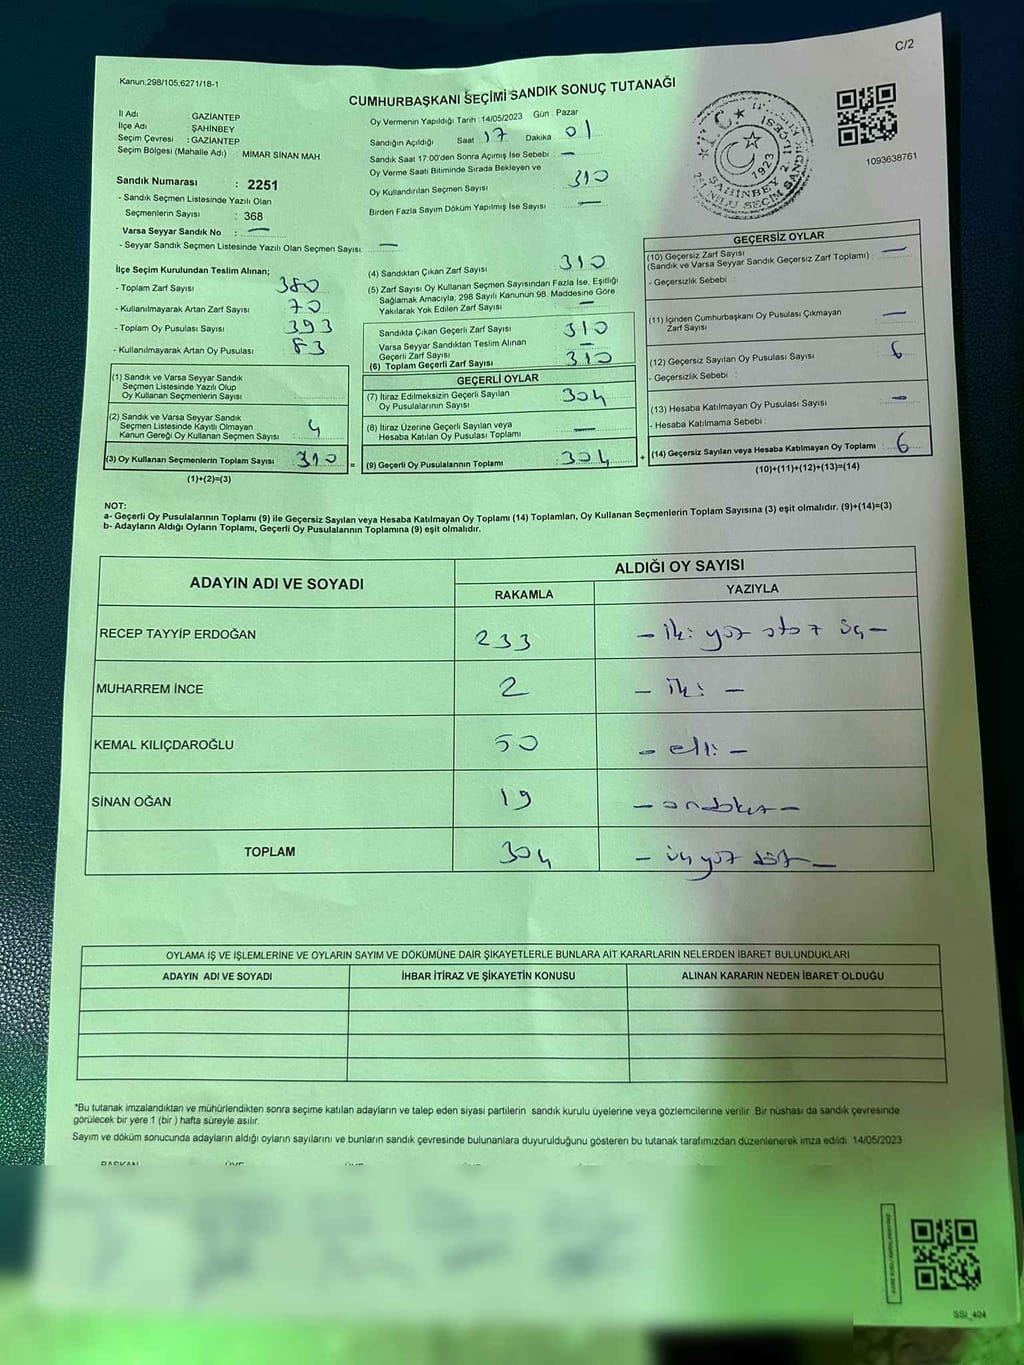 C/2
Kanun;298/105;6271/18-1
CUMHURBAŞKANI SEÇİMİ SANDIK SONUÇ TUTANAĞI
İl Adı : GAZİANTEP
İlçe Adı : ŞAHİNBEY
Seçim Çevresi : GAZİANTEP
Seçim Bölgesi (Mahalle Adı) : MİMAR SİNAN MAH
Sandık Numarası : 2251
- Sandık Seçmen Listesinde Yazılı Olan
Seçmenlerin Sayısı : 368
Varsa Seyyar Sandık No : —
- Seyyar Sandık Seçmen Listesinde Yazılı Olan Seçmen Sayısı : —
Oy Vermenin Yapıldığı Tarih : 14/05/2023 Gün : Pazar
Sandığın Açıldığı Saat 17 Dakika 01
Sandık Saat 17:00'den Sonra Açımış İse Sebebi : —
Oy Verme Saati Bitiminde Sırada Bekleyen ve
Oy Kullandırılan Seçmen Sayısı 310
Birden Fazla Sayım Döküm Yapılmış İse Sayısı : —
T.C.
1923
ŞAHİNBEY 2. İLÇESİ
1093638761
İlçe Seçim Kurulundan Teslim Alınan;
- Toplam Zarf Sayısı : 380
- Kullanılmayarak Artan Zarf Sayısı : 70
- Toplam Oy Pusulası Sayısı : 393
- Kullanılmayarak Artan Oy Pusulası : 83
(1) Sandık ve Varsa Seyyar Sandık
Seçmen Listesinde Yazılı Olup
Oy Kullanan Seçmenlerin Sayısı :
(2) Sandık ve Varsa Seyyar Sandık
Seçmen Listesinde Kayıtlı Olmayan
Kanun Gereği Oy Kullanan Seçmen Sayısı : 4
(3) Oy Kullanan Seçmenlerin Toplam Sayısı : 310
(1)+(2)=(3)
=
(4) Sandıktan Çıkan Zarf Sayısı : 310
(5) Zarf Sayısı Oy Kullanan Seçmen Sayısından Fazla İse, Eşitliği
Sağlamak Amacıyla; 298 Sayılı Kanunun 98. Maddesine Göre
Yakılarak Yok Edilen Zarf Sayısı : —
Sandıkta Çıkan Geçerli Zarf Sayısı : 310
Varsa Seyyar Sandıktan Teslim Alınan
Geçerli Zarf Sayısı : —
(6) Toplam Geçerli Zarf Sayısı : 310
GEÇERLİ OYLAR
(7) İtiraz Edilmeksizin Geçerli Sayılan
Oy Pusulalarının Sayısı : 304
(8) İtiraz Üzerine Geçerli Sayılan veya
Hesaba Katılan Oy Pusulası Toplamı : —
(9) Geçerli Oy Pusulalarının Toplamı : 304
+
GEÇERSİZ OYLAR
(10) Geçersiz Zarf Sayısı
(Sandık ve Varsa Seyyar Sandık Geçersiz Zarf Toplamı) : —
- Geçersizlik Sebebi :
(11) İçinden Cumhurbaşkanı Oy Pusulası Çıkmayan
Zarf Sayısı : —
(12) Geçersiz Sayılan Oy Pusulası Sayısı : 6
- Geçersizlik Sebebi :
(13) Hesaba Katılmayan Oy Pusulası Sayısı : —
- Hesaba Katılmama Sebebi :
(14) Geçersiz Sayılan veya Hesaba Katılmayan Oy Toplamı : 6
(10)+(11)+(12)+(13)=(14)
NOT:
a- Geçerli Oy Pusulalarının Toplamı (9) ile Geçersiz Sayılan veya Hesaba Katılmayan Oy Toplamı (14) Toplamları, Oy Kullanan Seçmenlerin Toplam Sayısına (3) eşit olmalıdır. (9)+(14)=(3)
b- Adayların Aldığı Oyların Toplamı, Geçerli Oy Pusulalarının Toplamına (9) eşit olmalıdır.
ADAYIN ADI VE SOYADI ALDIĞI OY SAYISI
RAKAMLA YAZIYLA
RECEP TAYYİP ERDOĞAN 233 – iki yüz otoz üç –
MUHARREM İNCE 2 – iki –
KEMAL KILIÇDAROĞLU 50 – elli –
SİNAN OĞAN 19 – ondokuz –
TOPLAM 304 – üçyüz dört –
OYLAMA İŞ VE İŞLEMLERİNE VE OYLARIN SAYIM VE DÖKÜMÜNE DAİR ŞİKAYETLERLE BUNLARA AİT KARARLARIN NELERDEN İBARET BULUNDUKLARI
ADAYIN ADI VE SOYADI İHBAR İTİRAZ VE ŞİKAYETİN KONUSU ALINAN KARARIN NEDEN İBARET OLDUĞU
*Bu tutanak imzalandıktan ve mühürlendikten sonra seçime katılan adayların ve talep eden siyasi partilerin sandık kurulu üyelerine veya gözlemcilerine verilir. Bir nüshası da sandık çevresinde
görülecek bir yere 1 (bir) hafta süreyle asılır.
Sayım ve döküm sonucunda adayların aldığı oyların sayılarını ve bunların sandık çevresinde bulunanlara duyurulduğunu gösteren bu tutanak tarafımızdan düzenlenerek imza edildi. 14/05/2023
BAŞKAN ÜYE ÜYE ÜYE ÜYE
SSI_404